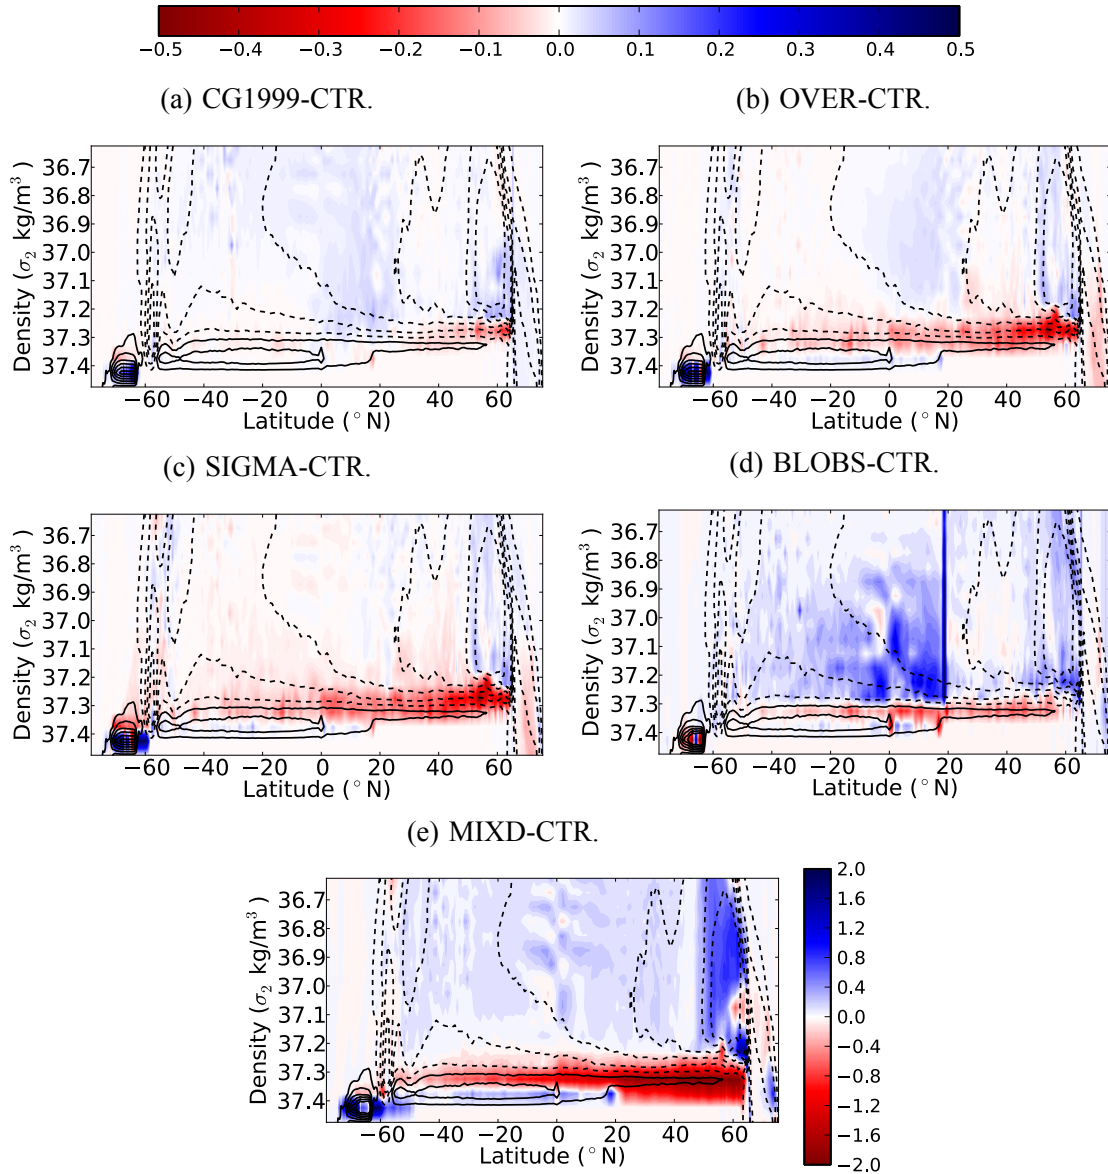 −0.5 −0.4 −0.3 −0.2 −0.1 0.0 0.1 0.2 0.3 0.4 0.5
(a) CG1999-CTR.
36.7
36.8
36.9
37.0
37.1
37.2
37.3
37.4
Density (σ₂ kg/m³)
−60 −40 −20 0 20 40 60
Latitude (°N)
(b) OVER-CTR.
36.7
36.8
36.9
37.0
37.1
37.2
37.3
37.4
Density (σ₂ kg/m³)
−60 −40 −20 0 20 40 60
Latitude (°N)
(c) SIGMA-CTR.
36.7
36.8
36.9
37.0
37.1
37.2
37.3
37.4
Density (σ₂ kg/m³)
−60 −40 −20 0 20 40 60
Latitude (°N)
(d) BLOBS-CTR.
36.7
36.8
36.9
37.0
37.1
37.2
37.3
37.4
Density (σ₂ kg/m³)
−60 −40 −20 0 20 40 60
Latitude (°N)
(e) MIXD-CTR.
36.7
36.8
36.9
37.0
37.1
37.2
37.3
37.4
Density (σ₂ kg/m³)
−60 −40 −20 0 20 40 60
Latitude (°N)
2.0
1.6
1.2
0.8
0.4
0.0
−0.4
−0.8
−1.2
−1.6
−2.0